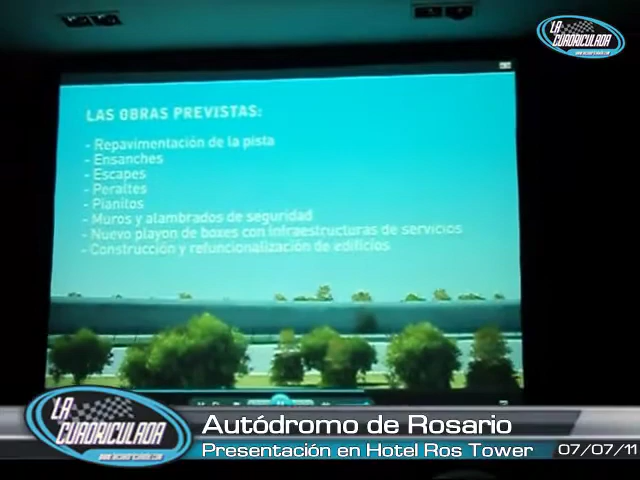 LA
CUADRICULADA
LAS OBRAS PREVISTAS:
- Repavimentación de la pista
- Ensanches
- Escapes
- Peraltes
- Pianitos
- Muros y alambrados de seguridad
- Nuevo playon de boxes con infraestructuras de servicios
- Construcción y refuncionalización de edificios
LA
CUADRICULADA
Autódromo de Rosario
Presentación en Hotel Ros Tower
07/07/11